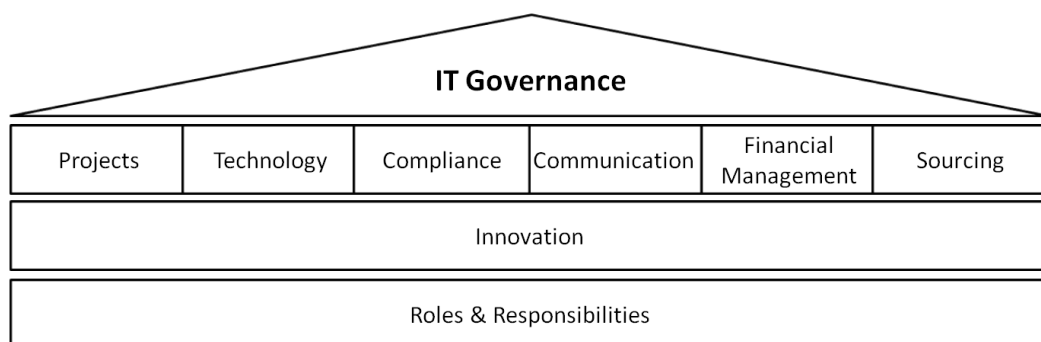 IT Governance
Projects
Technology
Compliance
Communication
Financial
Management
Sourcing
Innovation
Roles & Responsibilities